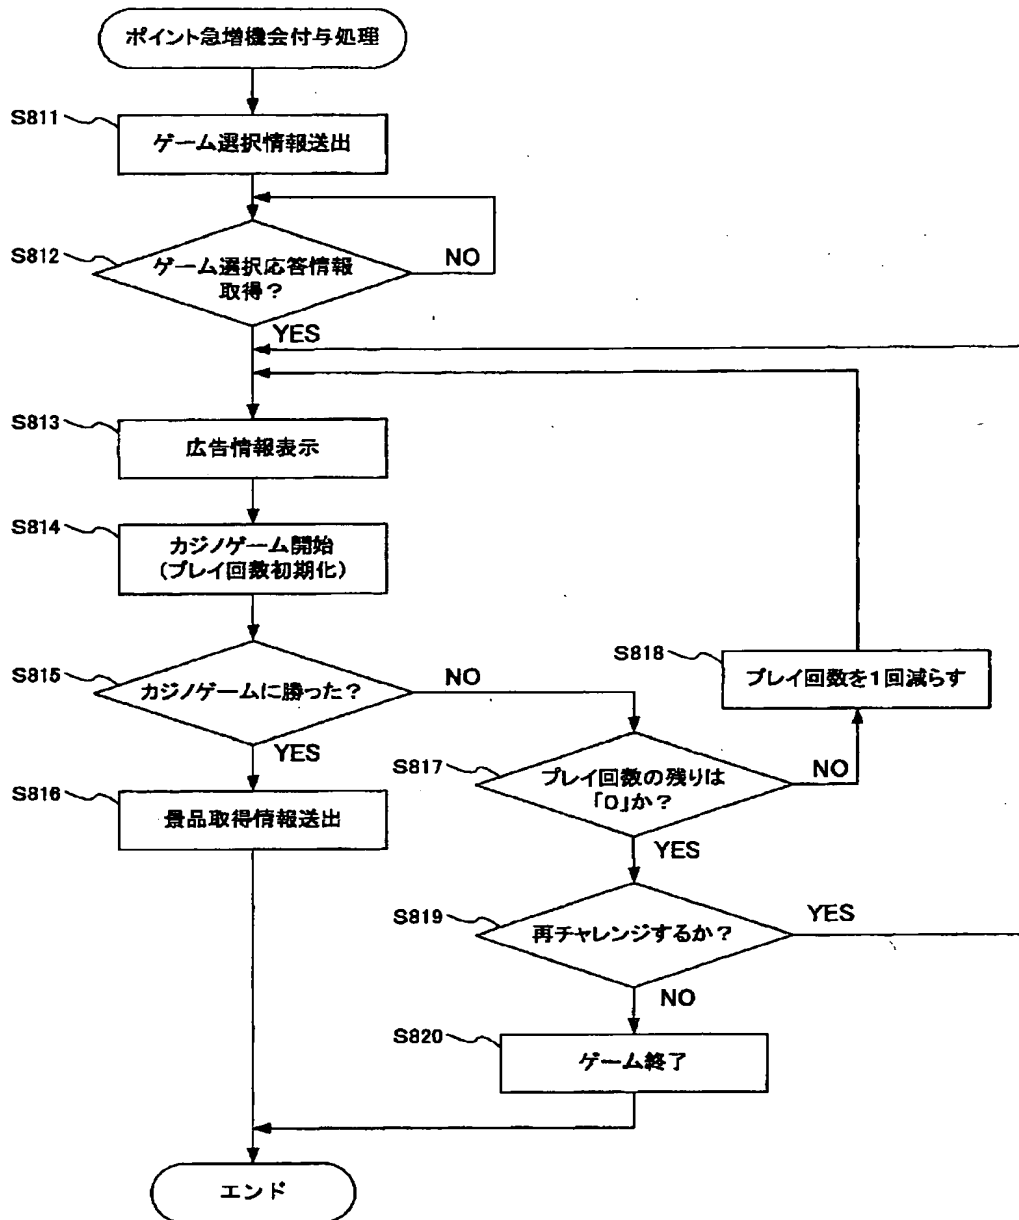 ポイント急増機会付与処理
S811
ゲーム選択情報送出
S812
ゲーム選択応答情報
取得？
NO
YES
S813
広告情報表示
S814
カジノゲーム開始
（プレイ回数初期化）
S815
カジノゲームに勝った？
NO
YES
S816
景品取得情報送出
S818
プレイ回数を1回減らす
S817
プレイ回数の残りは
「0」か？
NO
YES
S819
再チャレンジするか？
YES
NO
S820
ゲーム終了
エンド